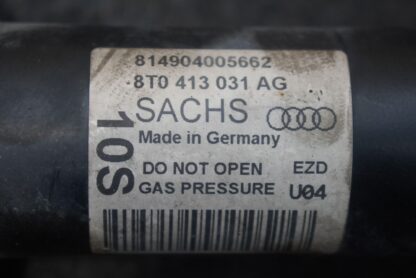 814904005662
8T0 413 031 AG
SACHS
Made in Germany
10S
DO NOT OPEN EZD
GAS PRESSURE U04